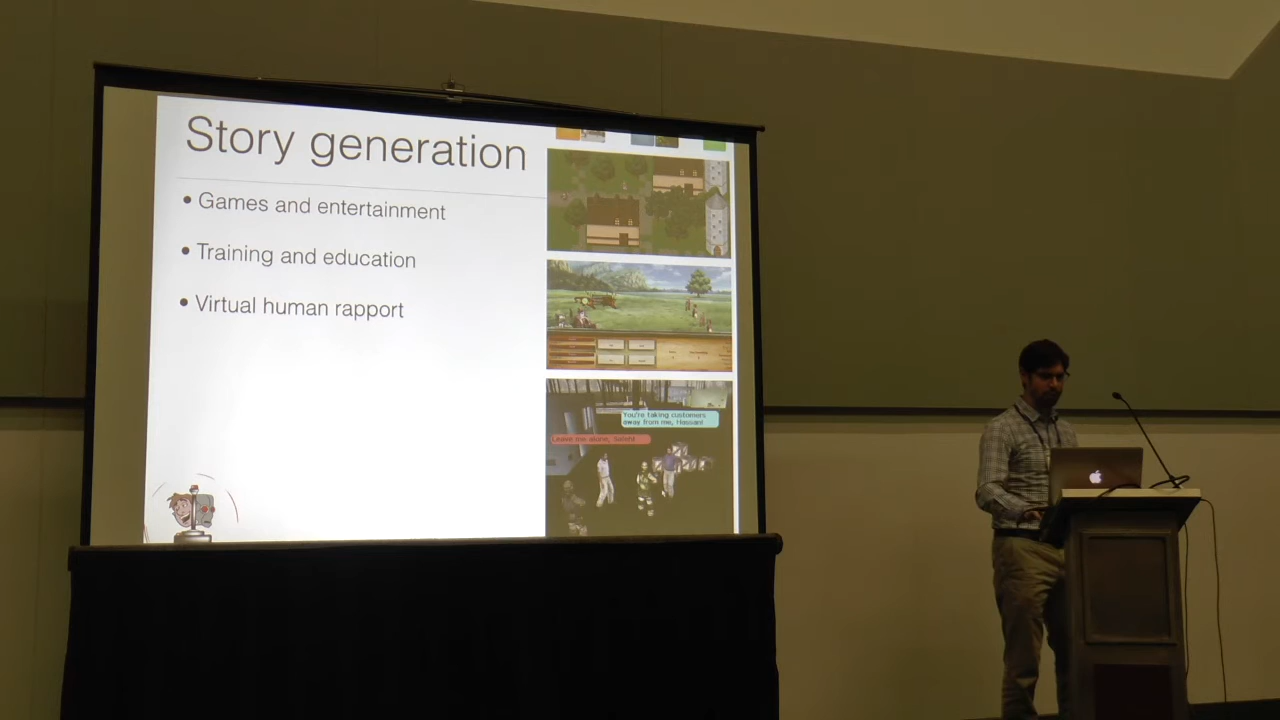 Story generation
• Games and entertainment
• Training and education
• Virtual human rapport
You're taking customers
away from me, Hassan!
Leave me alone, Saleh!